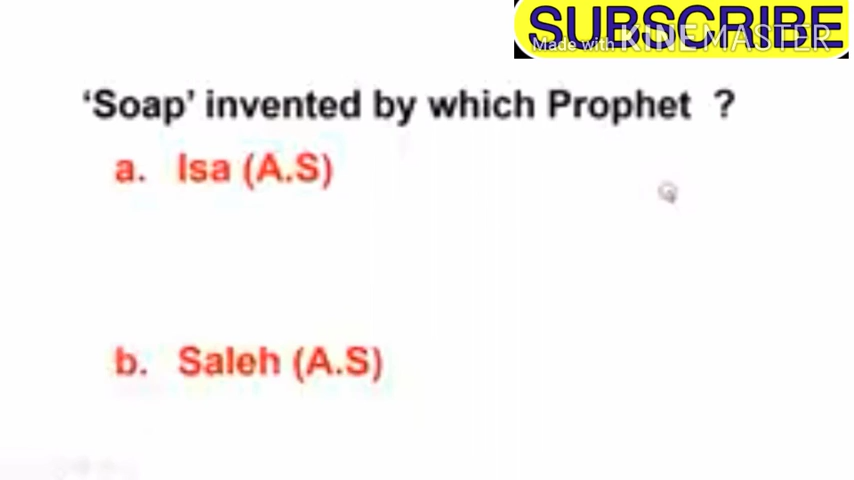 SUBSCRIBE
Made with KINEMASTER
‘Soap’ invented by which Prophet ?
a. Isa (A.S)
b. Saleh (A.S)